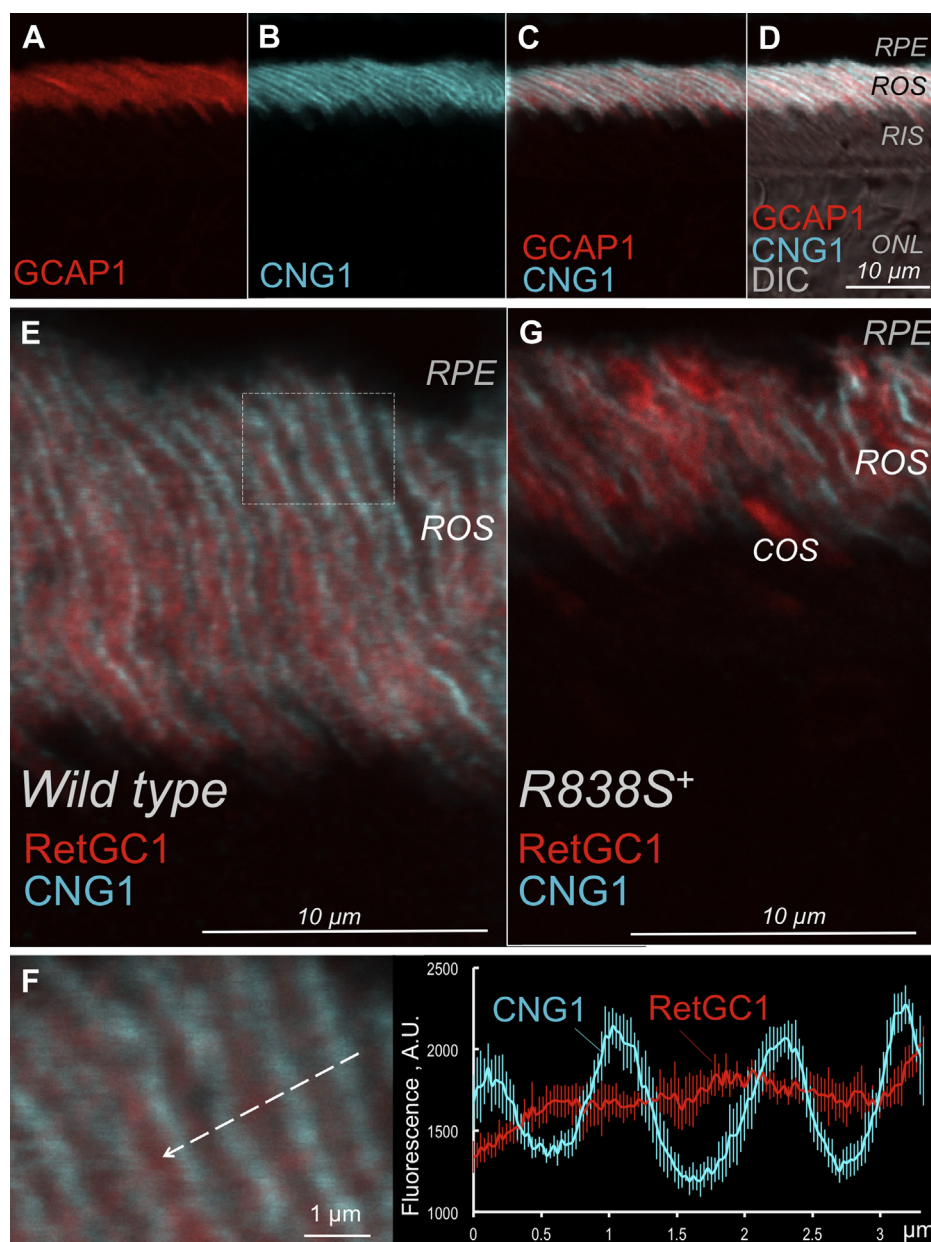 A
GCAP1
B
CNG1
C
GCAP1
CNG1
D
RPE
ROS
RIS
ONL
GCAP1
CNG1
DIC
10 µm
E
RPE
ROS
Wild type
RetGC1
CNG1
10 µm
G
RPE
ROS
COS
R838S+
RetGC1
CNG1
10 µm
F
1 µm
Fluorescence , A.U.
2500
2000
1500
1000
CNG1
RetGC1
0 0.5 1 1.5 2 2.5 3 µm